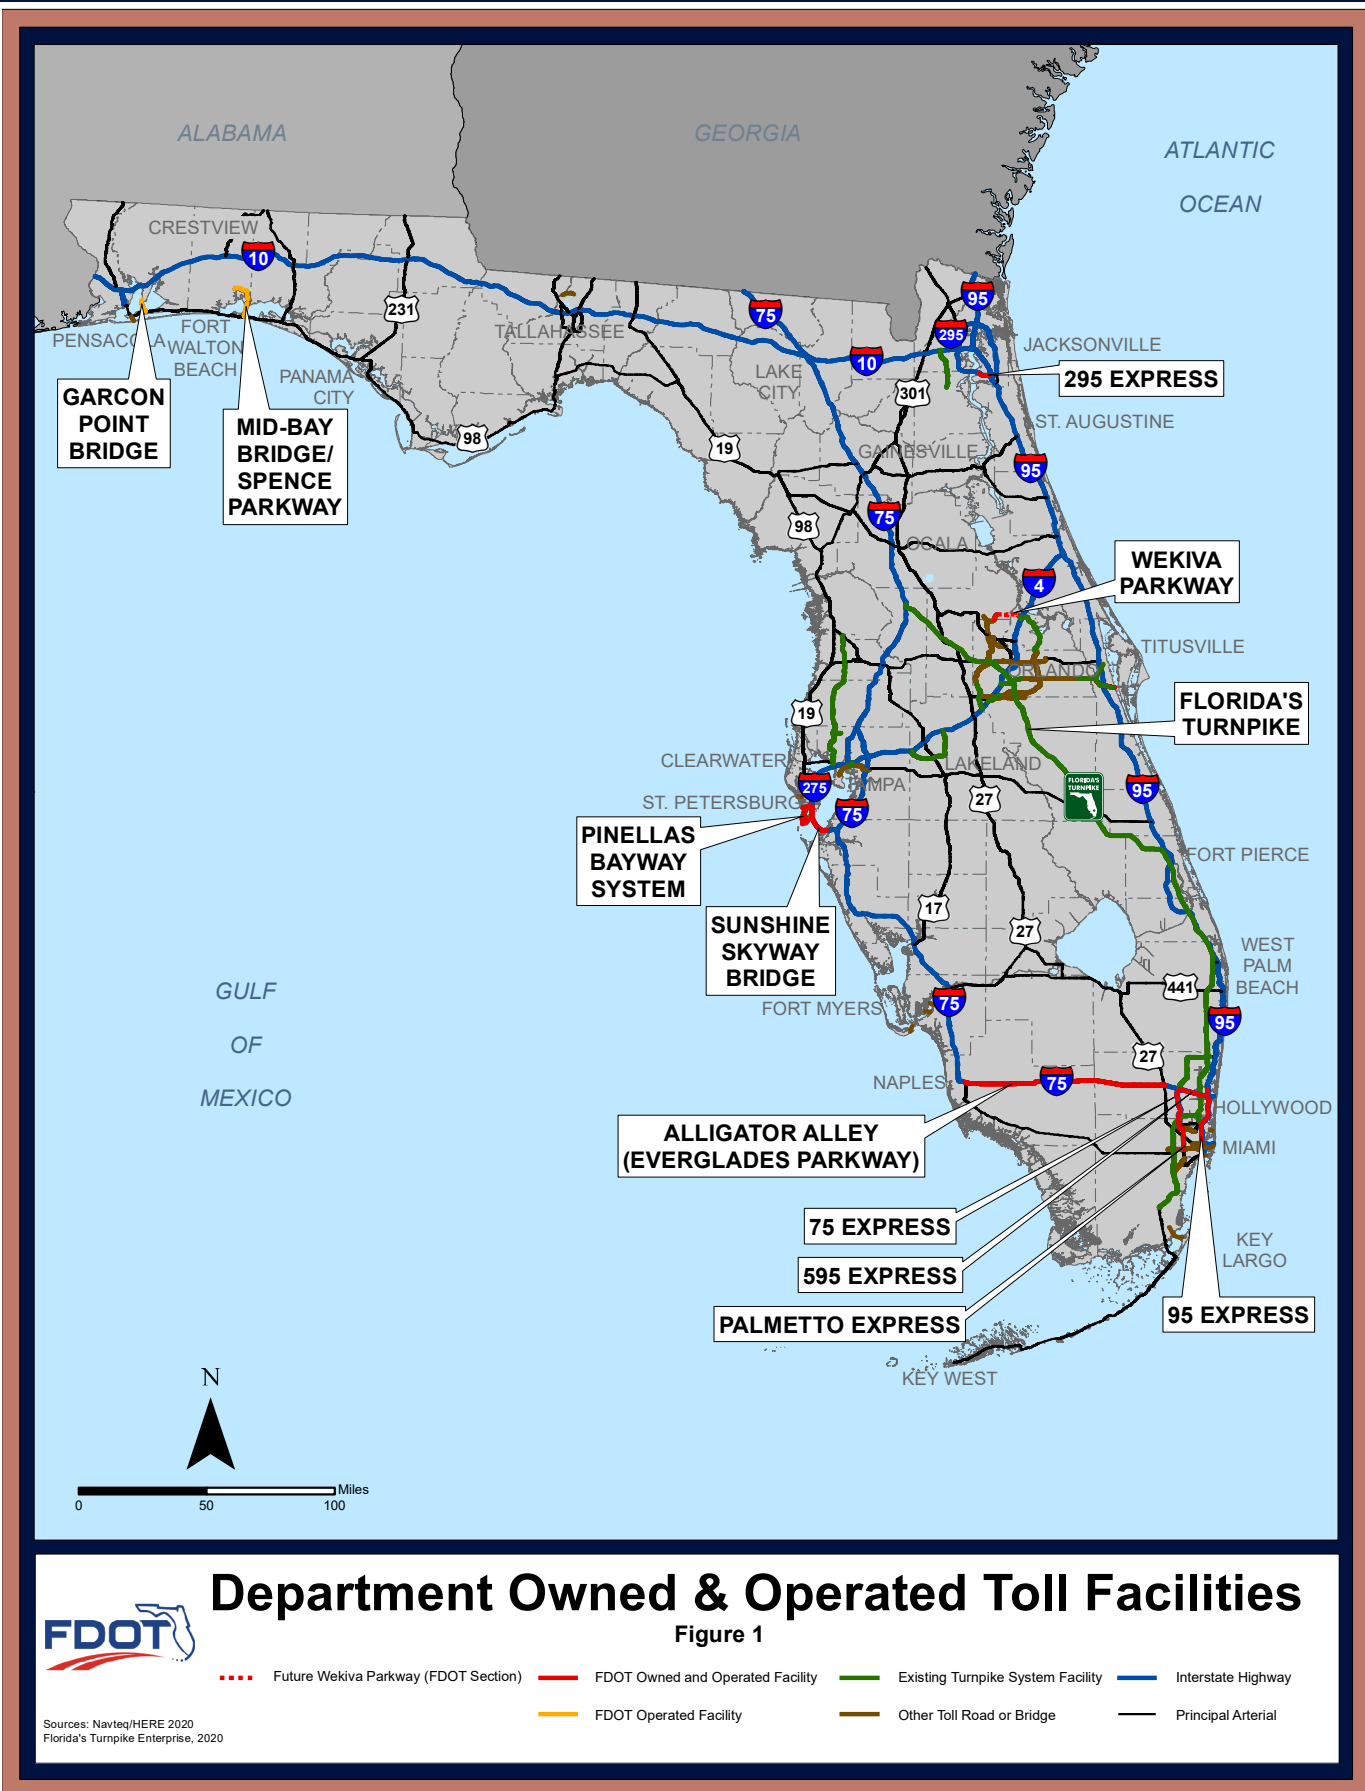 ALABAMA
GEORGIA
ATLANTIC
OCEAN
CRESTVIEW
10
231
PENSACOLA
FORT
WALTON
BEACH
PANAMA
CITY
TALLAHASSEE
98
75
10
LAKE
CITY
95
295
301
JACKSONVILLE
295 EXPRESS
ST. AUGUSTINE
GARCON
POINT
BRIDGE
MID-BAY
BRIDGE/
SPENCE
PARKWAY
19
GAINESVILLE
95
98
75
OCALA
4
WEKIVA
PARKWAY
TITUSVILLE
ORLANDO
FLORIDA'S
TURNPIKE
19
CLEARWATER
LAKELAND
FLORIDA'S
TURNPIKE
95
275
TAMPA
75
27
ST. PETERSBURG
PINELLAS
BAYWAY
SYSTEM
FORT PIERCE
SUNSHINE
SKYWAY
BRIDGE
17
27
WEST
PALM
BEACH
441
GULF
OF
MEXICO
FORT MYERS
75
95
27
NAPLES
75
HOLLYWOOD
ALLIGATOR ALLEY
(EVERGLADES PARKWAY)
MIAMI
75 EXPRESS
KEY
LARGO
595 EXPRESS
PALMETTO EXPRESS
95 EXPRESS
KEY WEST
N
Miles
0 50 100
Department Owned & Operated Toll Facilities
Figure 1
FDOT
Future Wekiva Parkway (FDOT Section)
FDOT Owned and Operated Facility
Existing Turnpike System Facility
Interstate Highway
FDOT Operated Facility
Other Toll Road or Bridge
Principal Arterial
Sources: Navteq/HERE 2020
Florida's Turnpike Enterprise, 2020